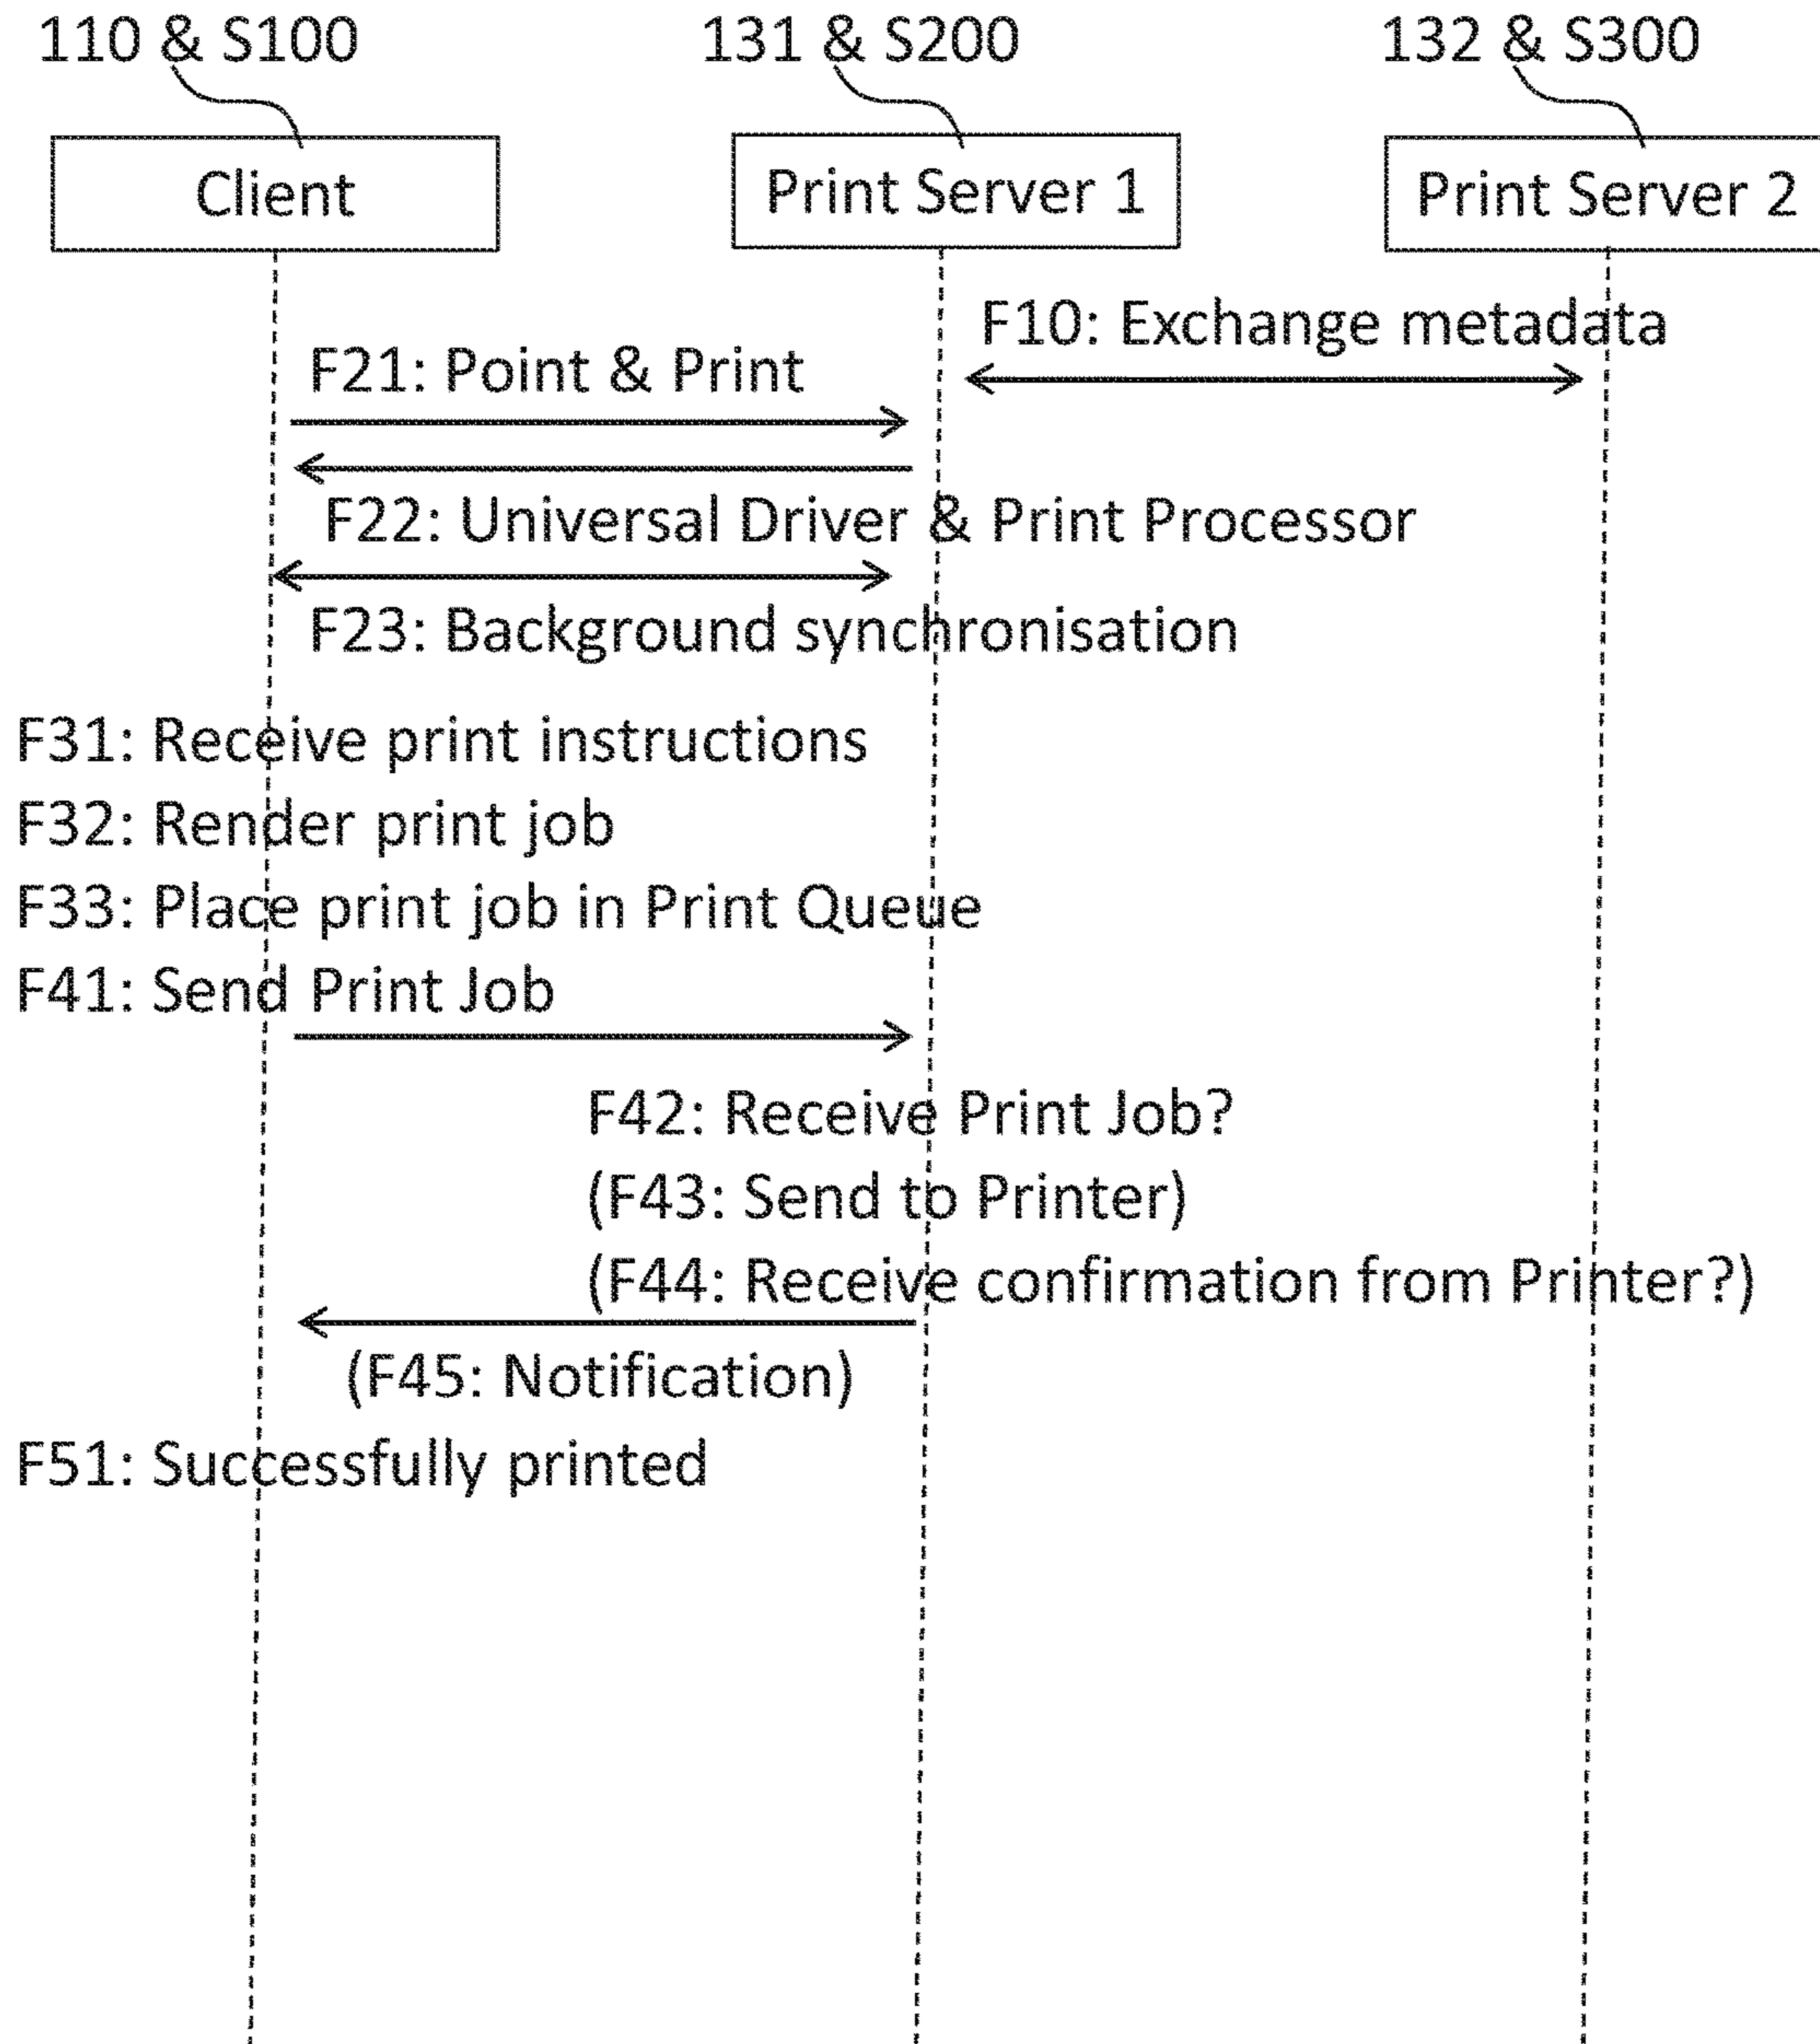 110 & S100
131 & S200
132 & S300
Client
Print Server 1
Print Server 2
F10: Exchange metadata
F21: Point & Print
F22: Universal Driver & Print Processor
F23: Background synchronisation
F31: Receive print instructions
F32: Render print job
F33: Place print job in Print Queue
F41: Send Print Job
F42: Receive Print Job?
(F43: Send to Printer)
(F44: Receive confirmation from Printer?)
(F45: Notification)
F51: Successfully printed